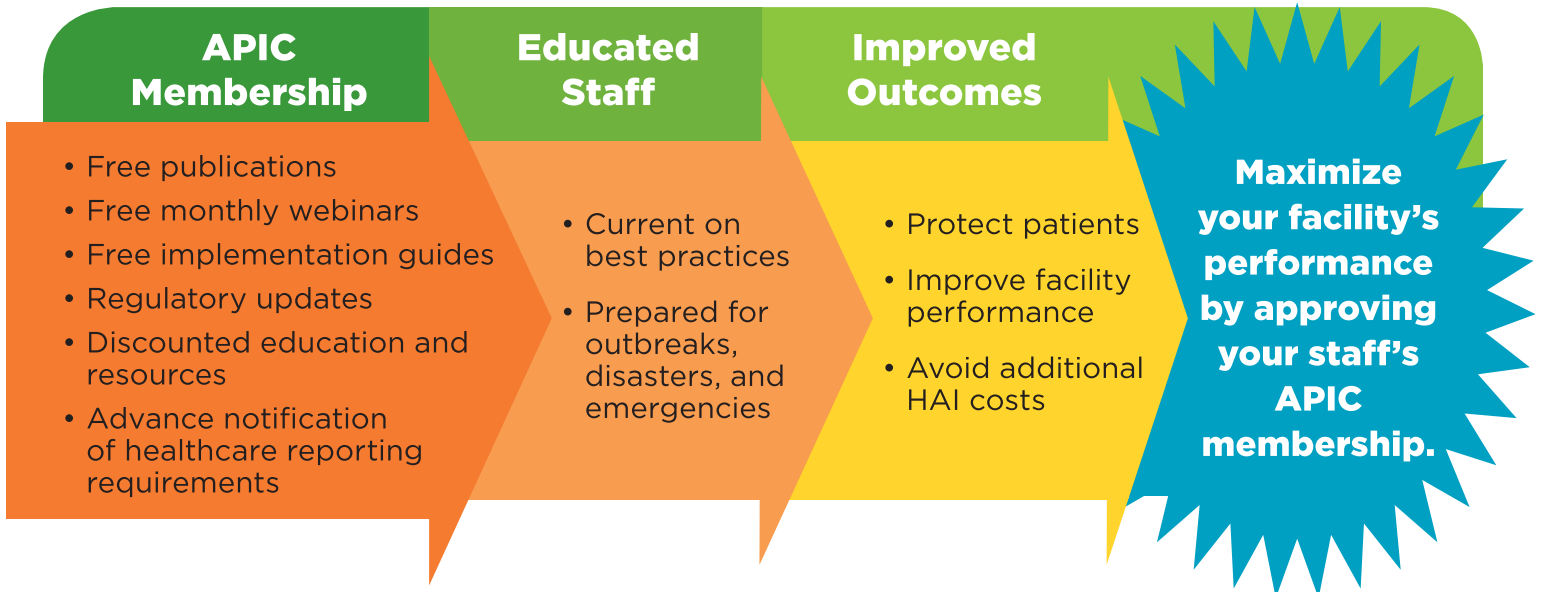 APIC
Membership
• Free publications
• Free monthly webinars
• Free implementation guides
• Regulatory updates
• Discounted education and
resources
• Advance notification
of healthcare reporting
requirements
Educated
Staff
• Current on
best practices
• Prepared for
outbreaks,
disasters, and
emergencies
Improved
Outcomes
• Protect patients
• Improve facility
performance
• Avoid additional
HAI costs
Maximize
your facility’s
performance
by approving
your staff’s
APIC
membership.